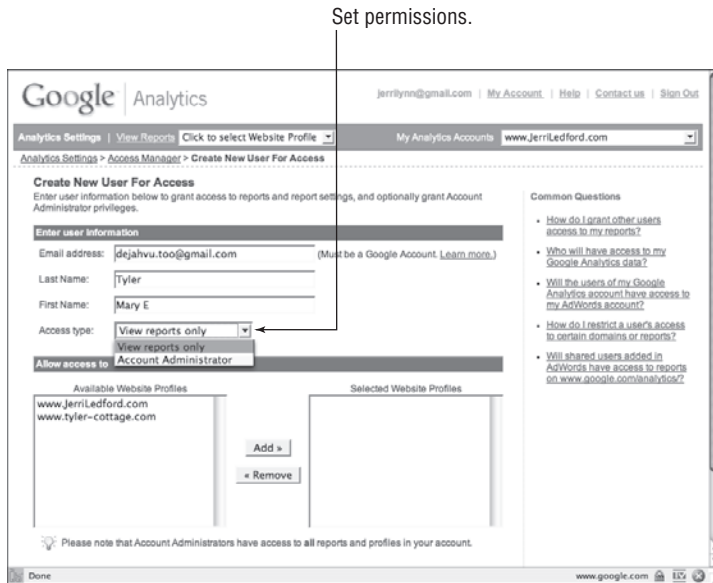 Set permissions.
Google Analytics
jerrilynn@gmail.com | My Account | Help | Contact us | Sign Out
Analytics Settings | View Reports Click to select Website Profile My Analytics Accounts www.JerriLedford.com
Analytics Settings > Access Manager > Create New User For Access
Create New User For Access
Enter user information below to grant access to reports and report settings, and optionally grant Account
Administrator privileges.
Enter user information
Email address: dejahvu.too@gmail.com (Must be a Google Account. Learn more.)
Last Name: Tyler
First Name: Mary E
Access type: View reports only
View reports only
Account Administrator
Allow access to
Available Website Profiles
www.JerriLedford.com
www.tyler-cottage.com
Add »
« Remove
Selected Website Profiles
Please note that Account Administrators have access to all reports and profiles in your account.
Common Questions
How do I grant other users
access to my reports?
Who will have access to my
Google Analytics data?
Will the users of my Google
Analytics account have access to
my AdWords account?
How do I restrict a user's access
to certain domains or reports?
Will shared users added in
AdWords have access to reports
on www.google.com/analytics/?
Done
www.google.com